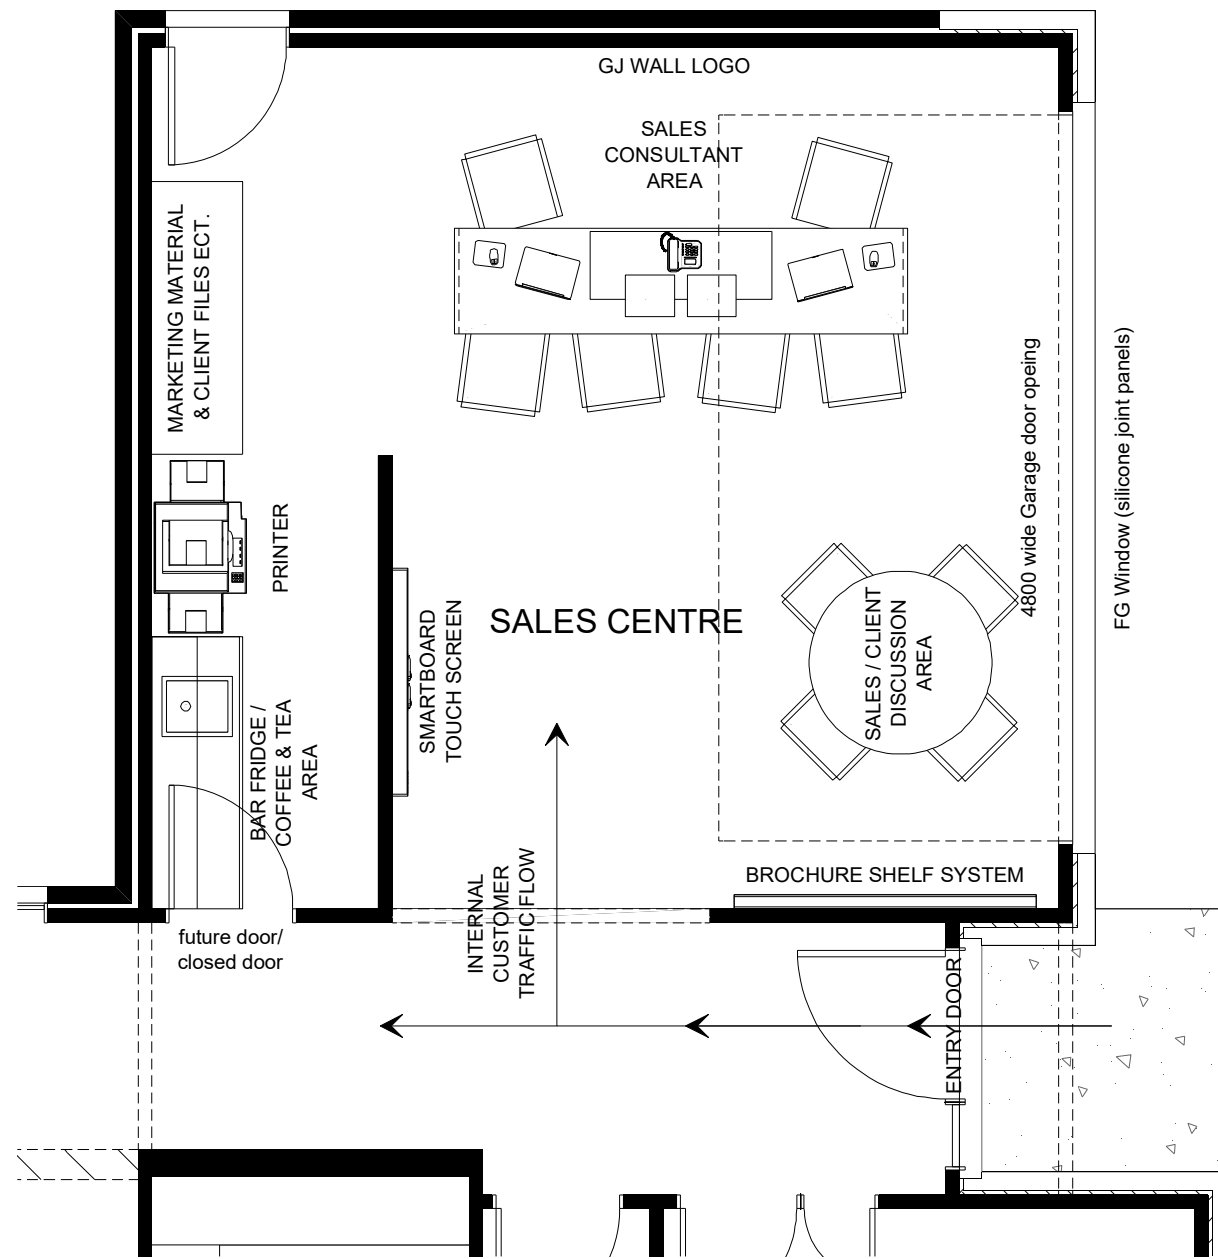 GJ WALL LOGO
SALES
CONSULTANT
AREA
MARKETING MATERIAL
& CLIENT FILES ECT.
PRINTER
BAR FRIDGE /
COFFEE & TEA
AREA
SMARTBOARD
TOUCH SCREEN
SALES CENTRE
SALES / CLIENT
DISCUSSION
AREA
4800 wide Garage door opeing
FG Window (silicone joint panels)
BROCHURE SHELF SYSTEM
INTERNAL
CUSTOMER
TRAFFIC FLOW
future door/
closed door
ENTRY DOOR